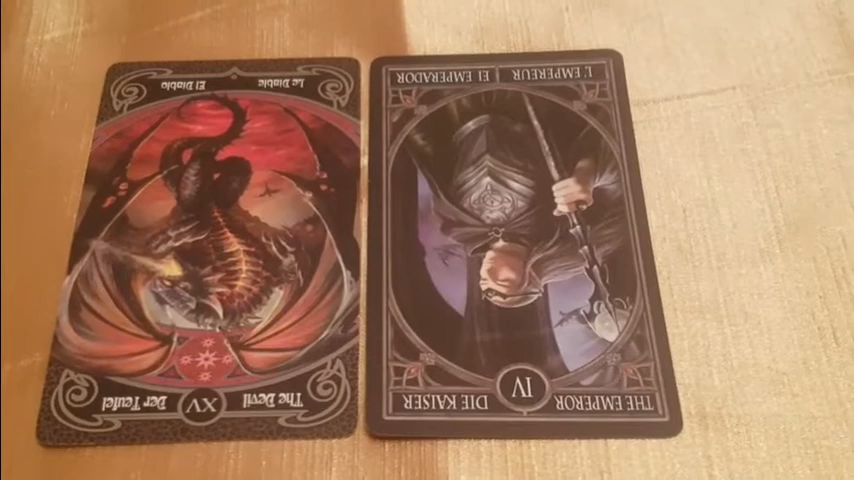 The Devil XV Der Teufel
Le Diable El Diablo
THE EMPEROR IV DIE KAISER
L'EMPEREUR EL EMPERADOR